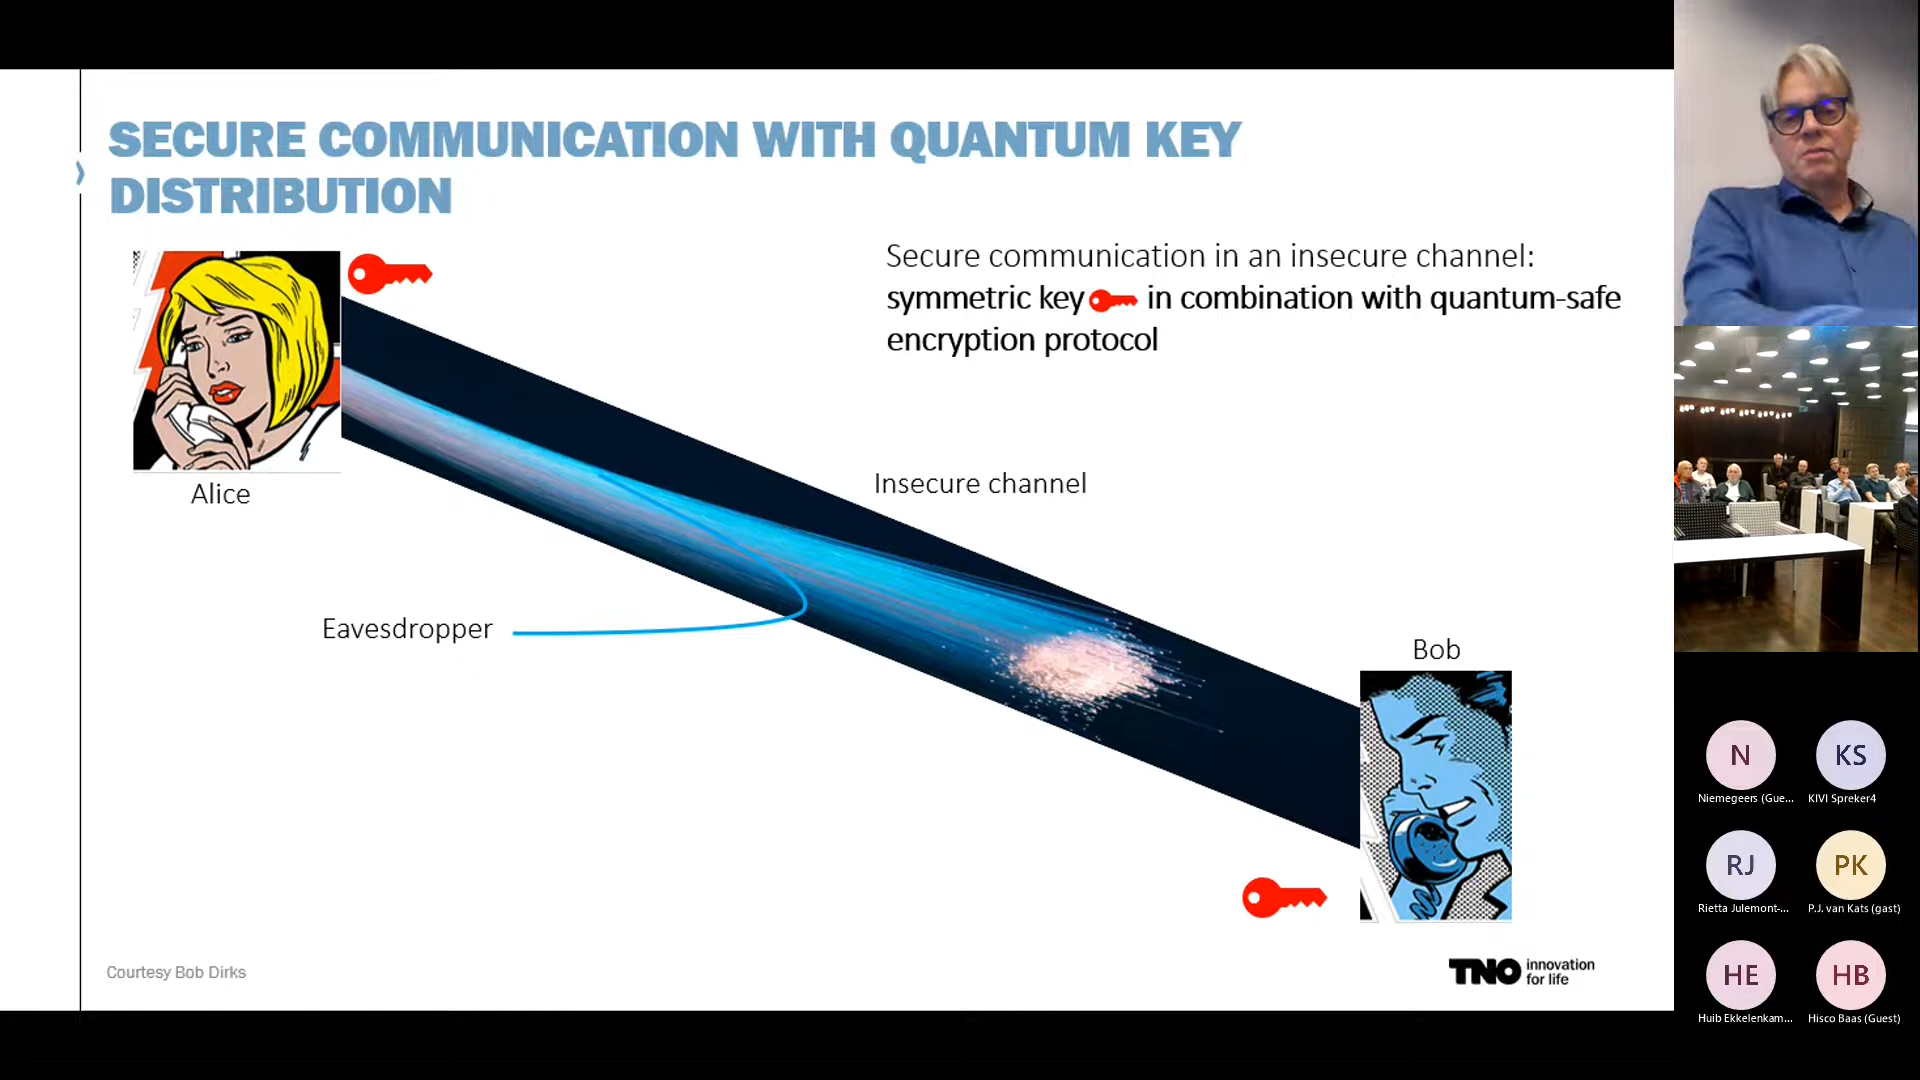 SECURE COMMUNICATION WITH QUANTUM KEY
DISTRIBUTION
Secure communication in an insecure channel:
symmetric key in combination with quantum-safe
encryption protocol
Alice
Insecure channel
Eavesdropper
Bob
Courtesy Bob Dirks
TNO innovation
for life
N
Niemegeers (Gue...
KS
KIVI Spreker4
RJ
Rietta Julemont-...
PK
P.J. van Kats (gast)
HE
Huib Ekkelenkam...
HB
Hisco Baas (Guest)